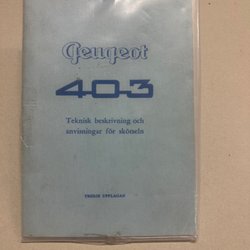 Peugeot
403
Teknisk beskrivning och
anvisningar för skötseln
TREDJE UPPLAGAN